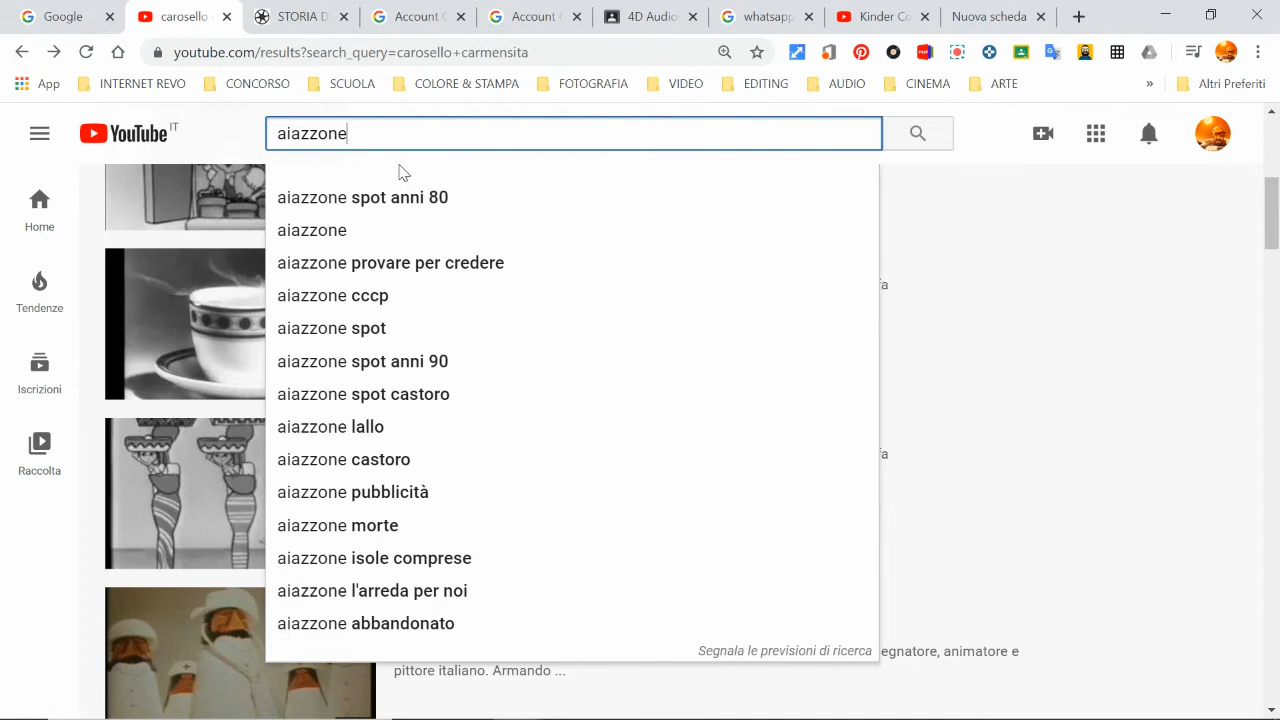 Google
carosello
STORIA D
Account G
Account G
4D Audio
whatsapp
Kinder Co
Nuova scheda
youtube.com/results?search_query=carosello+carmensita
App
INTERNET REVO
CONCORSO
SCUOLA
COLORI & STAMPA
FOTOGRAFIA
VIDEO
EDITING
AUDIO
CINEMA
ARTE
»
Altri Preferiti
YouTube IT
aiazzone
Home
Tendenze
Iscrizioni
Raccolta
aiazzone spot anni 80
aiazzone
aiazzone provare per credere
aiazzone cccp
aiazzone spot
aiazzone spot anni 90
aiazzone spot castoro
aiazzone lallo
aiazzone castoro
aiazzone pubblicità
aiazzone morte
aiazzone isole comprese
aiazzone l'arreda per noi
aiazzone abbandonato
Segnala le previsioni di ricerca
fa
fa
egnatore, animatore e
pittore italiano. Armando ...